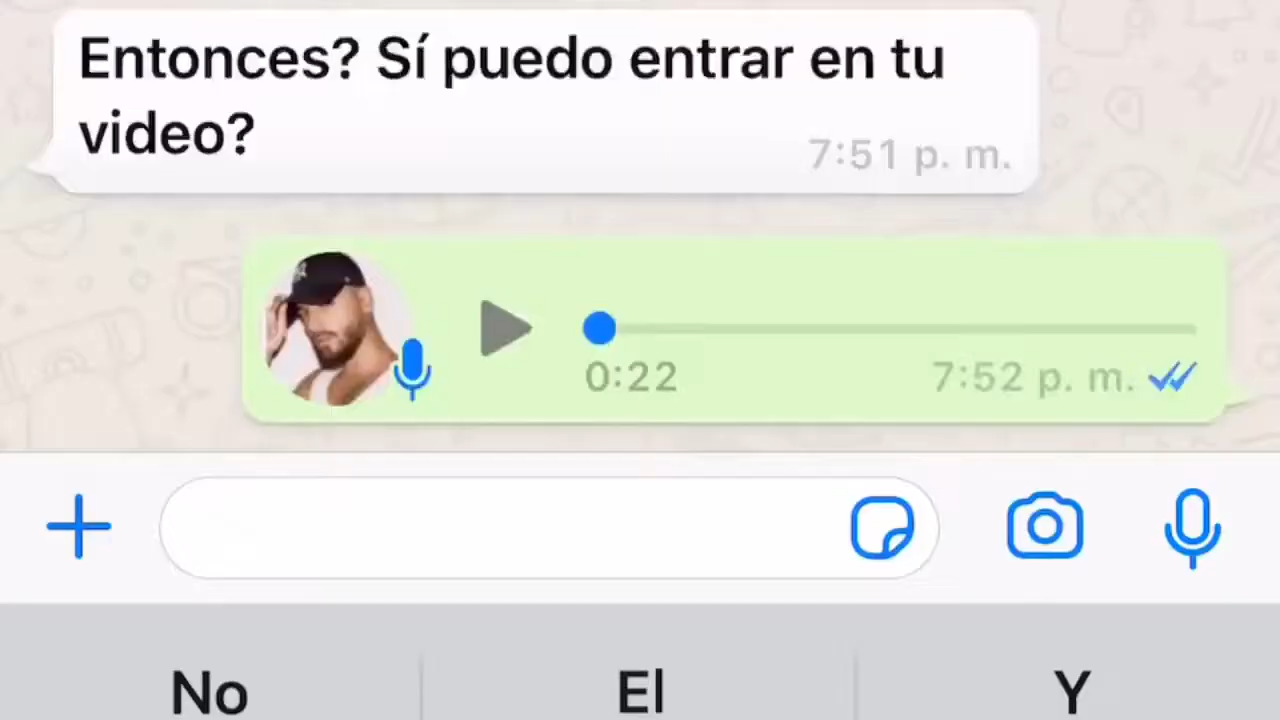 Entonces? Sí puedo entrar en tu
video?
7:51 p. m.
0:22
7:52 p. m.
No
El
Y